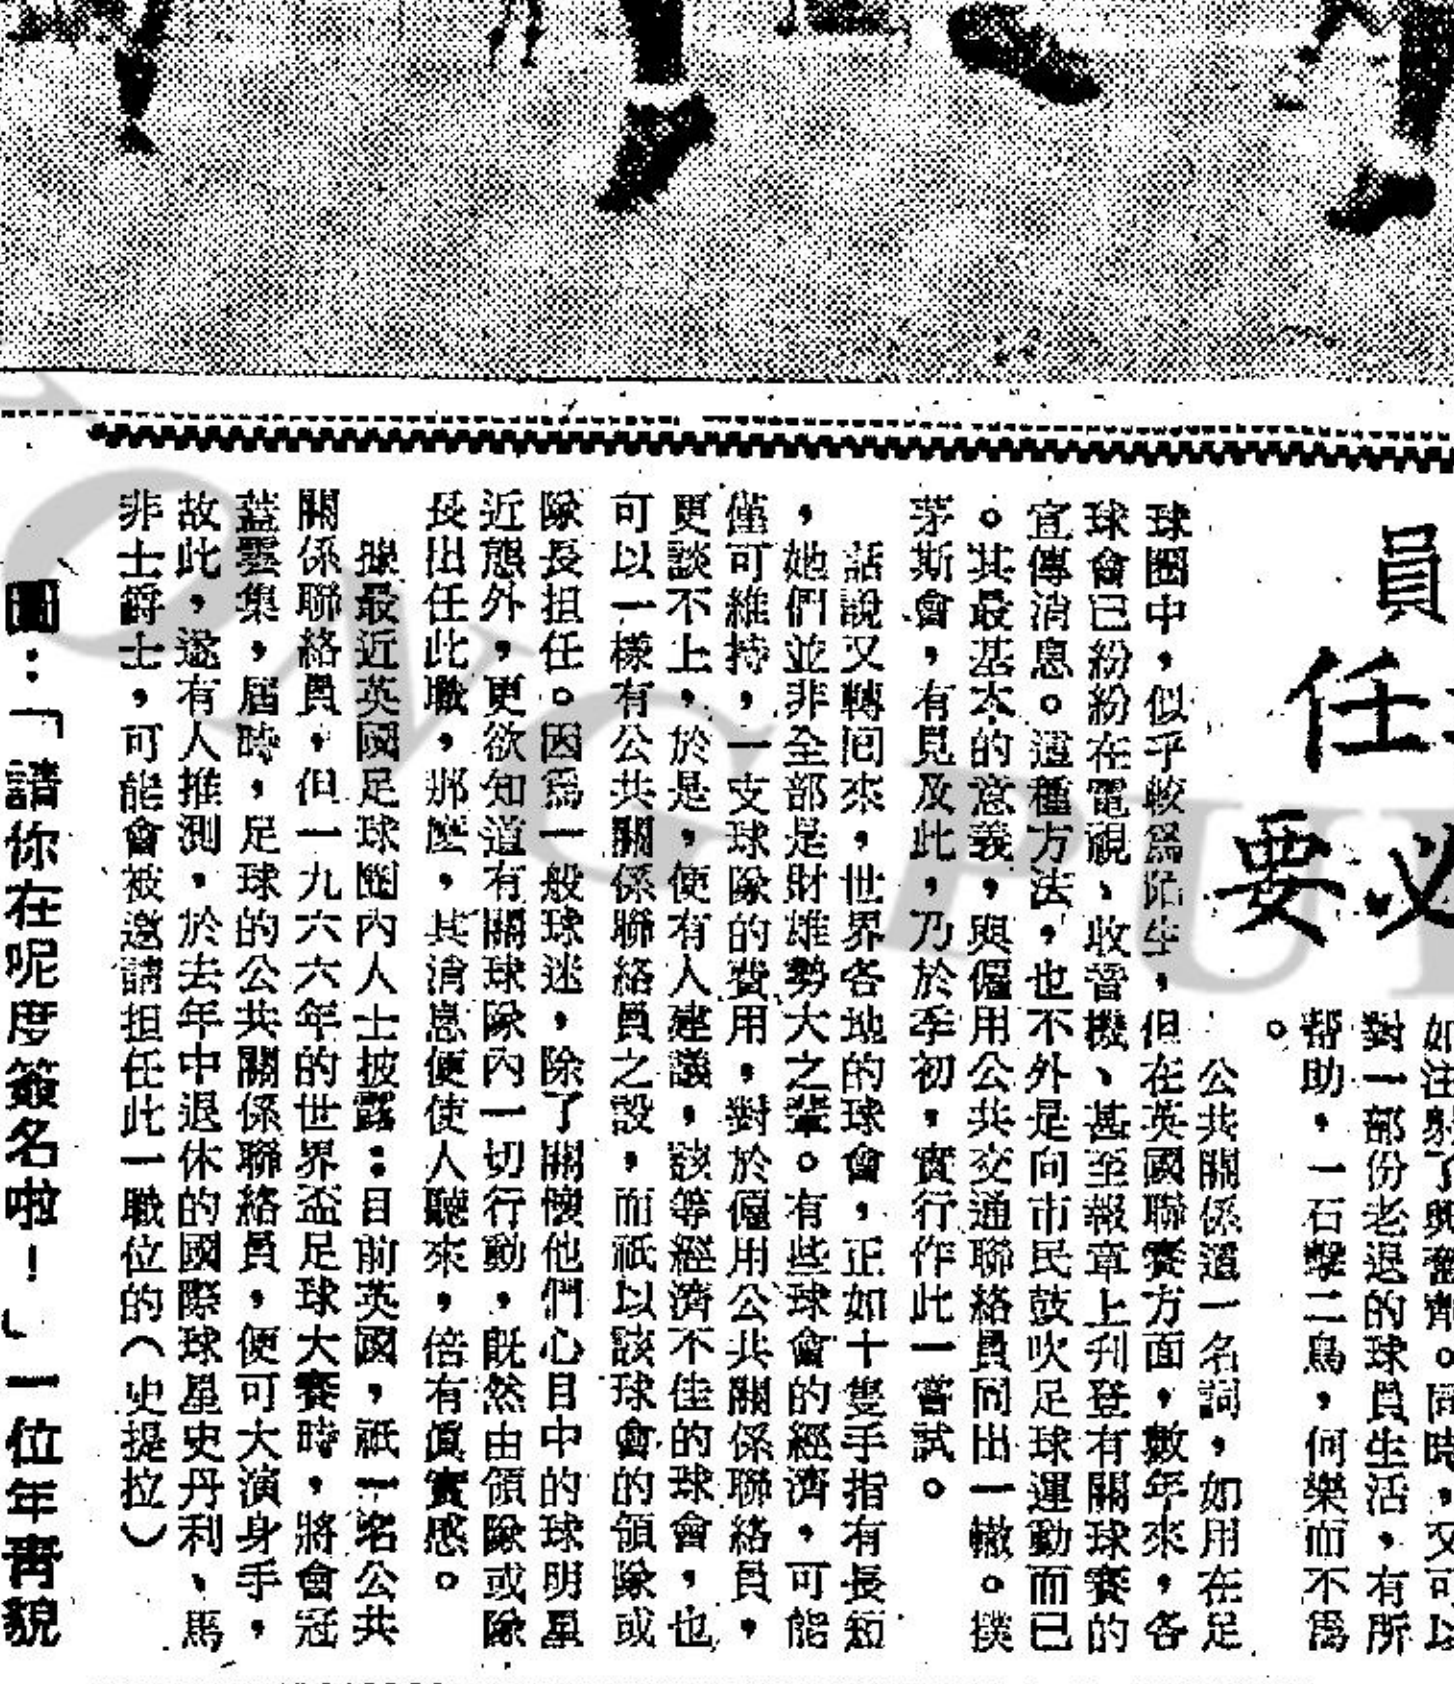 員
任
必
要
如注射了興奮劑。同時，又可以
對一部份老退的球員生活，有所
幫助，一石擊二鳥，何樂而不爲
。
公共關係這一名詞，如用在足
球圈中，似乎較爲陌生，但在英國聯賽方面，數年來，各
球會已紛紛在電視、收音機、甚至報章上刋登有關球賽的
宣傳消息。這種方法，也不外是向市民鼓吹足球運動而已
。其最基本的意義，與僱用公共交通聯絡員同出一轍。撲
茅斯會，有見及此，乃於季初，實行作此一嘗試。
話說又轉回來，世界各地的球會，正如十隻手指有長短
，她們並非全部是財雄勢大之輩。有些球會的經濟，可能
僅可維持，一支球隊的費用，對於僱用公共關係聯絡員，
更談不上，於是，便有人建議，該等經濟不佳的球會，也
可以一樣有公共關係聯絡員之設，而祇以該球會的領隊或
隊長担任。因爲一般球迷，除了關懷他們心目中的球明星
近態外，更欲知道有關球隊內一切行動，既然由領隊或隊
長出任此職，那麽，其消息便使人聽來，倍有眞實感。
據最近英國足球圈內人士披露：目前英國，祇一名公共
關係聯絡員，但一九六六年的世界盃足球大賽時，將會冠
蓋雲集，屆時，足球的公共關係聯絡員，便可大演身手，
故此，遂有人推測，於去年中退休的國際球星史丹利、馬
非士爵士，可能會被邀請担任此一職位的（史提拉）
圖：「請你在呢度簽名啦！」一位年靑貌
ONG PU